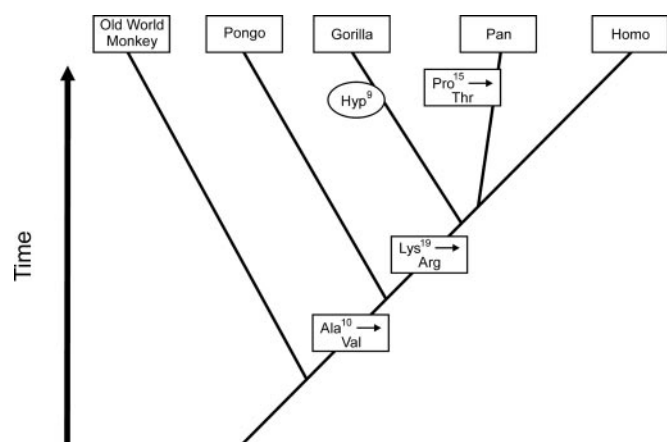 Old World
Monkey
Pongo
Gorilla
Pan
Homo
Hyp⁹
Pro¹⁵ →
Thr
Lys¹⁹ →
Arg
Ala¹⁰ →
Val
Time